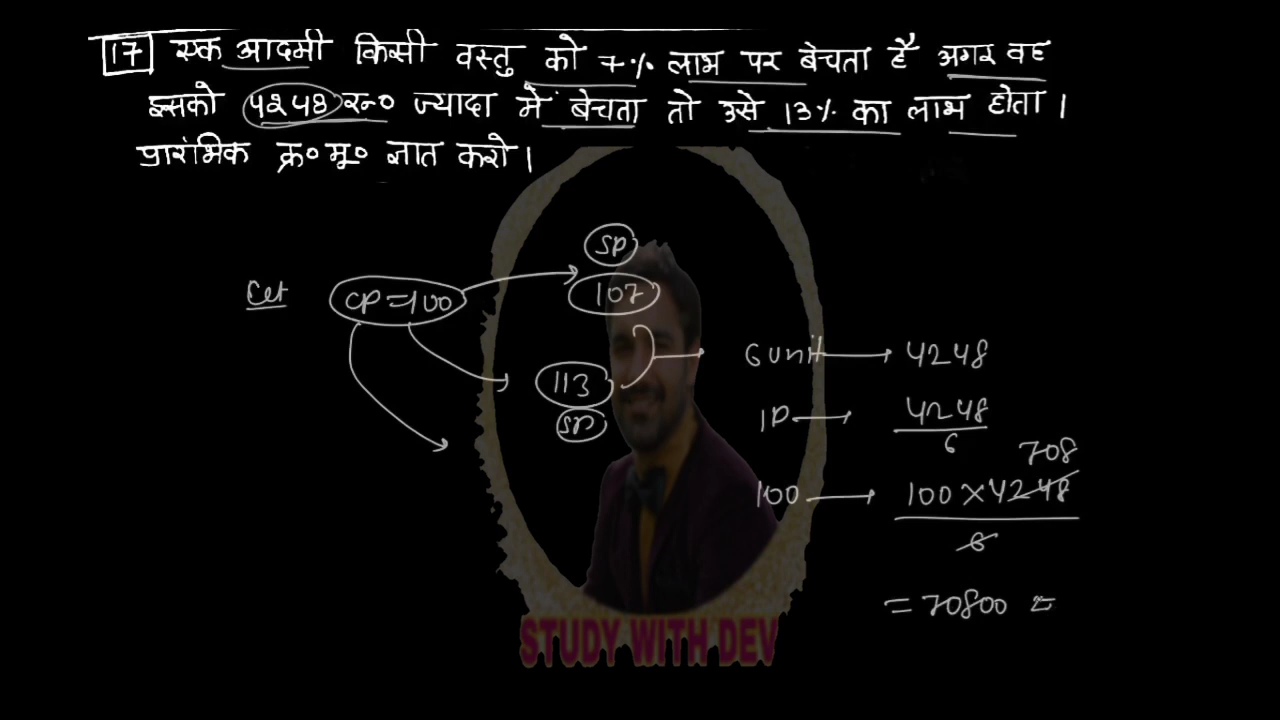 17 एक आदमी किसी वस्तु को 7% लाभ पर बेचता है अगर वह
इसको 4248 रु० ज्यादा में बेचता तो उसे 13% का लाभ होता।
प्रारंभिक क्र० मू० ज्ञात करो।
SP
Let CP=100 107
6 unit → 4248
113
SP
1P → 4248/6
708
100 → 100×4248/6
= 70800 =
STUDY WITH DEV